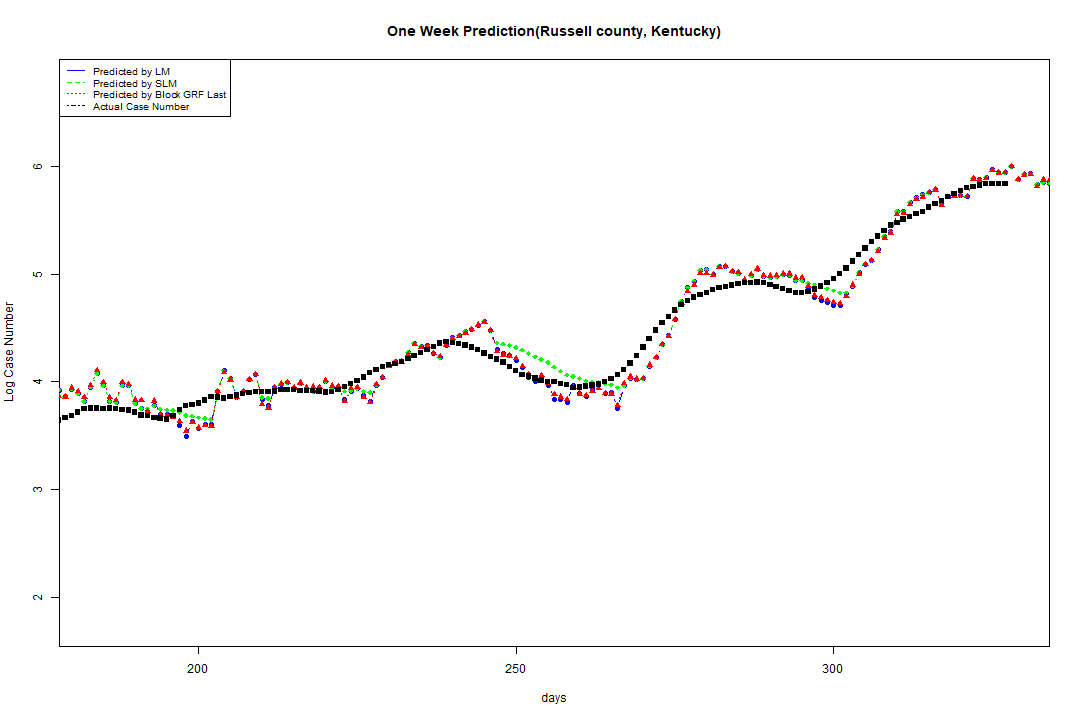 One Week Prediction(Russell county, Kentucky)
Predicted by LM
Predicted by SLM
Predicted by Block GRF Last
Actual Case Number
6
5
4
3
2
Log Case Number
200
250
300
days